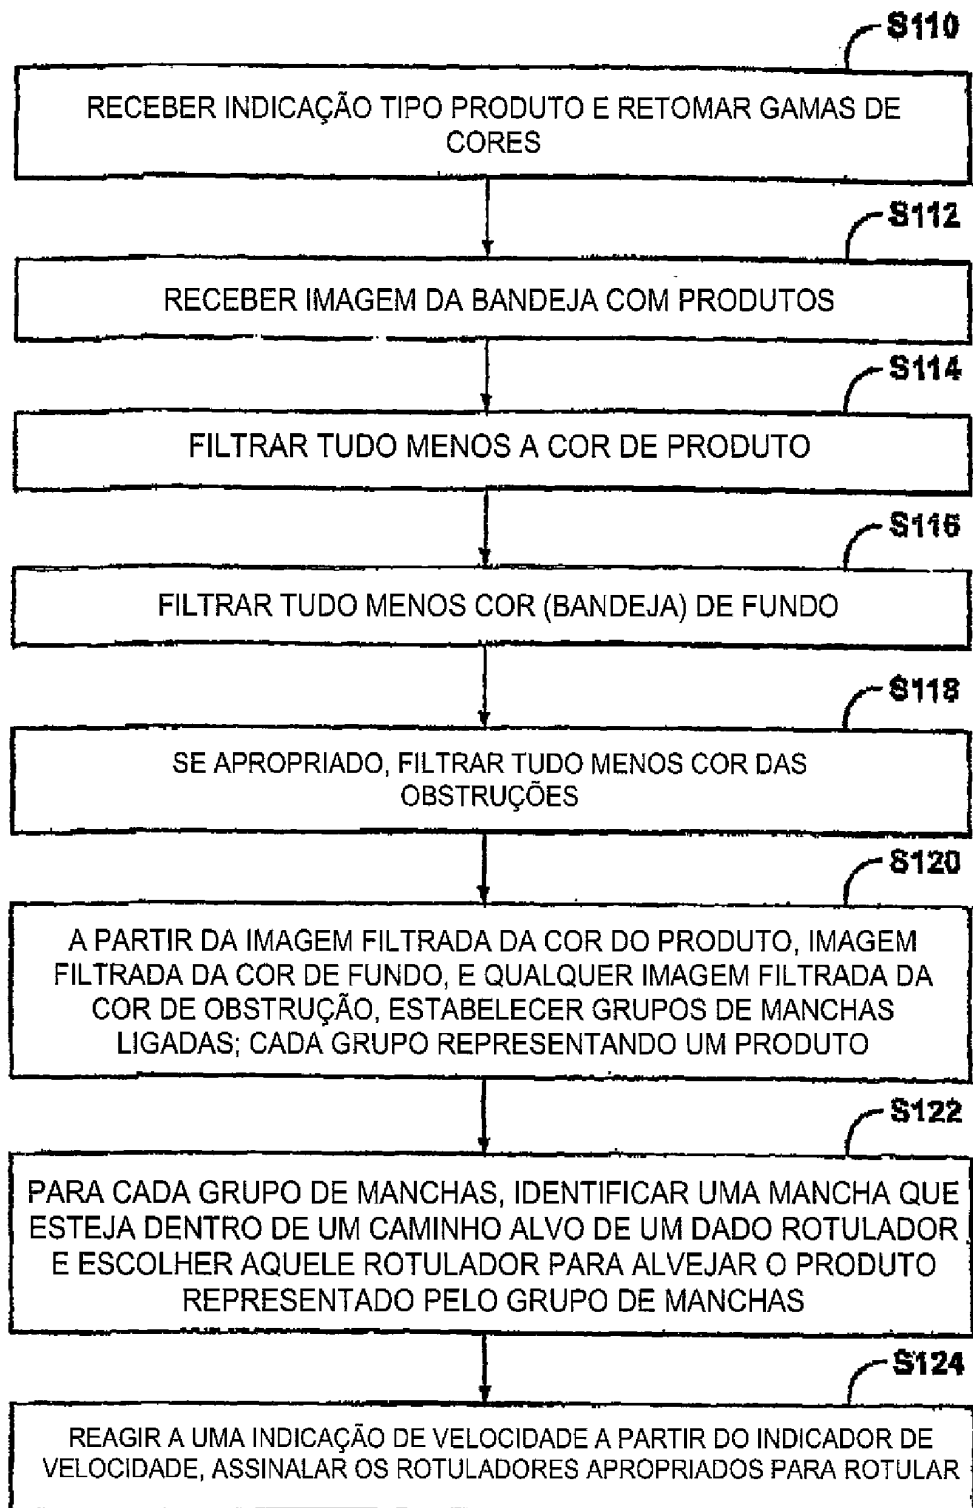 S110
RECEBER INDICAÇÃO TIPO PRODUTO E RETOMAR GAMAS DE
CORES
S112
RECEBER IMAGEM DA BANDEJA COM PRODUTOS
S114
FILTRAR TUDO MENOS A COR DE PRODUTO
S116
FILTRAR TUDO MENOS COR (BANDEJA) DE FUNDO
S118
SE APROPRIADO, FILTRAR TUDO MENOS COR DAS
OBSTRUÇÕES
S120
A PARTIR DA IMAGEM FILTRADA DA COR DO PRODUTO, IMAGEM
FILTRADA DA COR DE FUNDO, E QUALQUER IMAGEM FILTRADA DA
COR DE OBSTRUÇÃO, ESTABELECER GRUPOS DE MANCHAS
LIGADAS; CADA GRUPO REPRESENTANDO UM PRODUTO
S122
PARA CADA GRUPO DE MANCHAS, IDENTIFICAR UMA MANCHA QUE
ESTEJA DENTRO DE UM CAMINHO ALVO DE UM DADO ROTULADOR
E ESCOLHER AQUELE ROTULADOR PARA ALVEJAR O PRODUTO
REPRESENTADO PELO GRUPO DE MANCHAS
S124
REAGIR A UMA INDICAÇÃO DE VELOCIDADE A PARTIR DO INDICADOR DE
VELOCIDADE, ASSINALAR OS ROTULADORES APROPRIADOS PARA ROTULAR